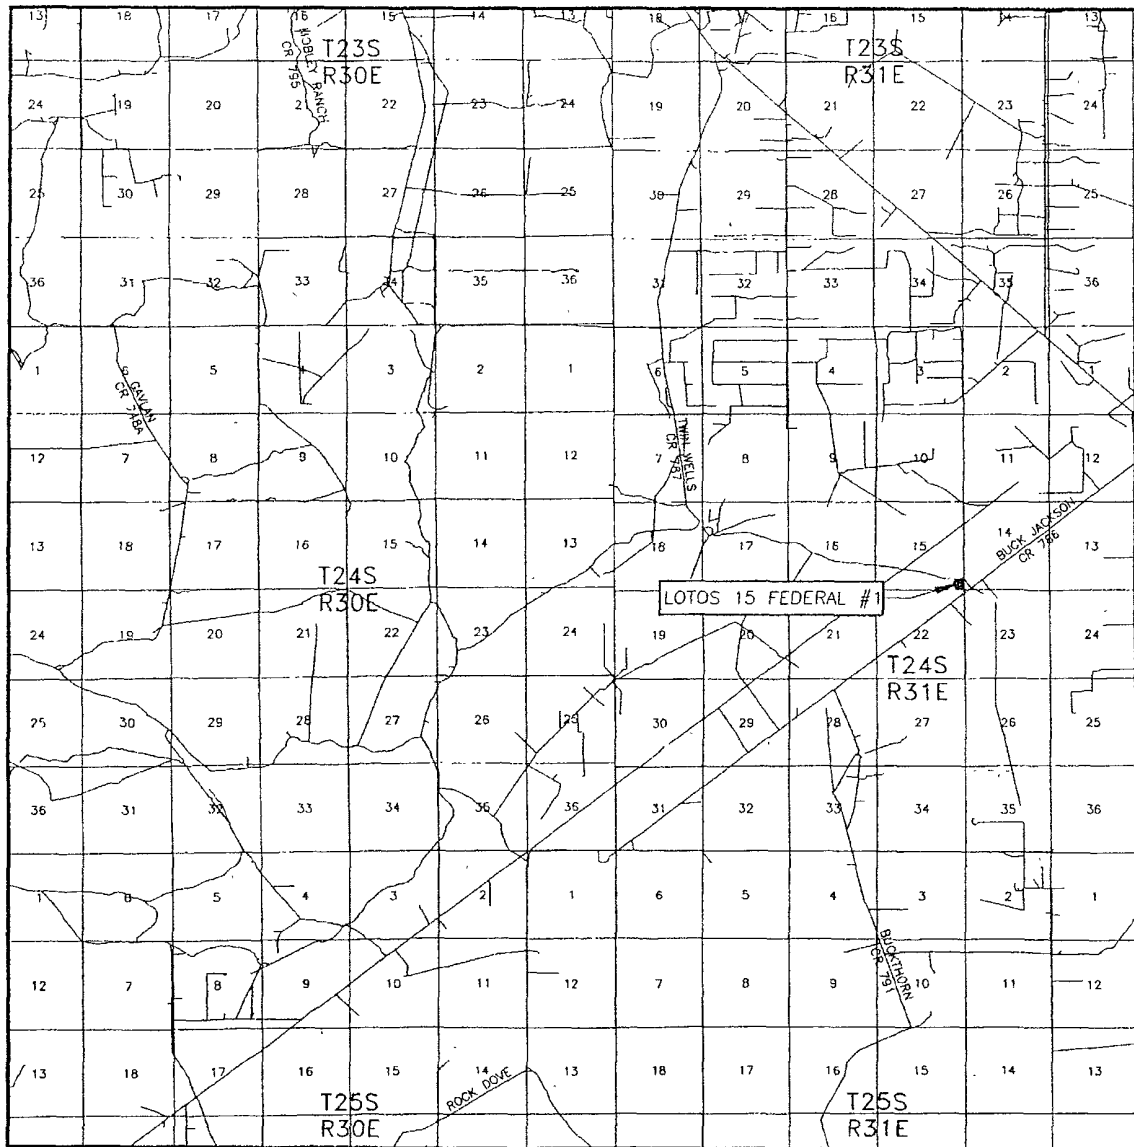 13 18 17 16 15 14 13 18 16 15 14 13
T23S
R30E
T23S
R31E
MOBLEY RANCH
CR 795
24 19 20 21 22 23 24 19 20 21 22 23 24
25 30 29 28 27 26 25 30 29 28 27 26 25
36 31 32 33 34 35 36 31 32 33 34 35 36
1 5 4 3 2 1 6 5 4 3 2 1
GAVLAN
CR 748A
12 7 8 9 10 11 12 7 8 9 10 11 12
TWIN WELLS
CR 787
13 18 17 16 15 14 13 18 17 16 15 14 13
BUCK JACKSON
CR 786
T24S
R30E
LOTOS 15 FEDERAL #1
24 19 20 21 22 23 24 19 20 21 22 23 24
T24S
R31E
25 30 29 28 27 26 25 30 29 28 27 26 25
36 31 32 33 34 35 36 31 32 33 34 35 36
1 6 5 4 3 2 1 6 5 4 3 2 1
BUCKTHORN
CR 791
12 7 8 9 10 11 12 7 8 9 10 11 12
13 18 17 16 15 14 13 18 17 16 15 14 13
ROCK DOVE
T25S
R30E
T25S
R31E